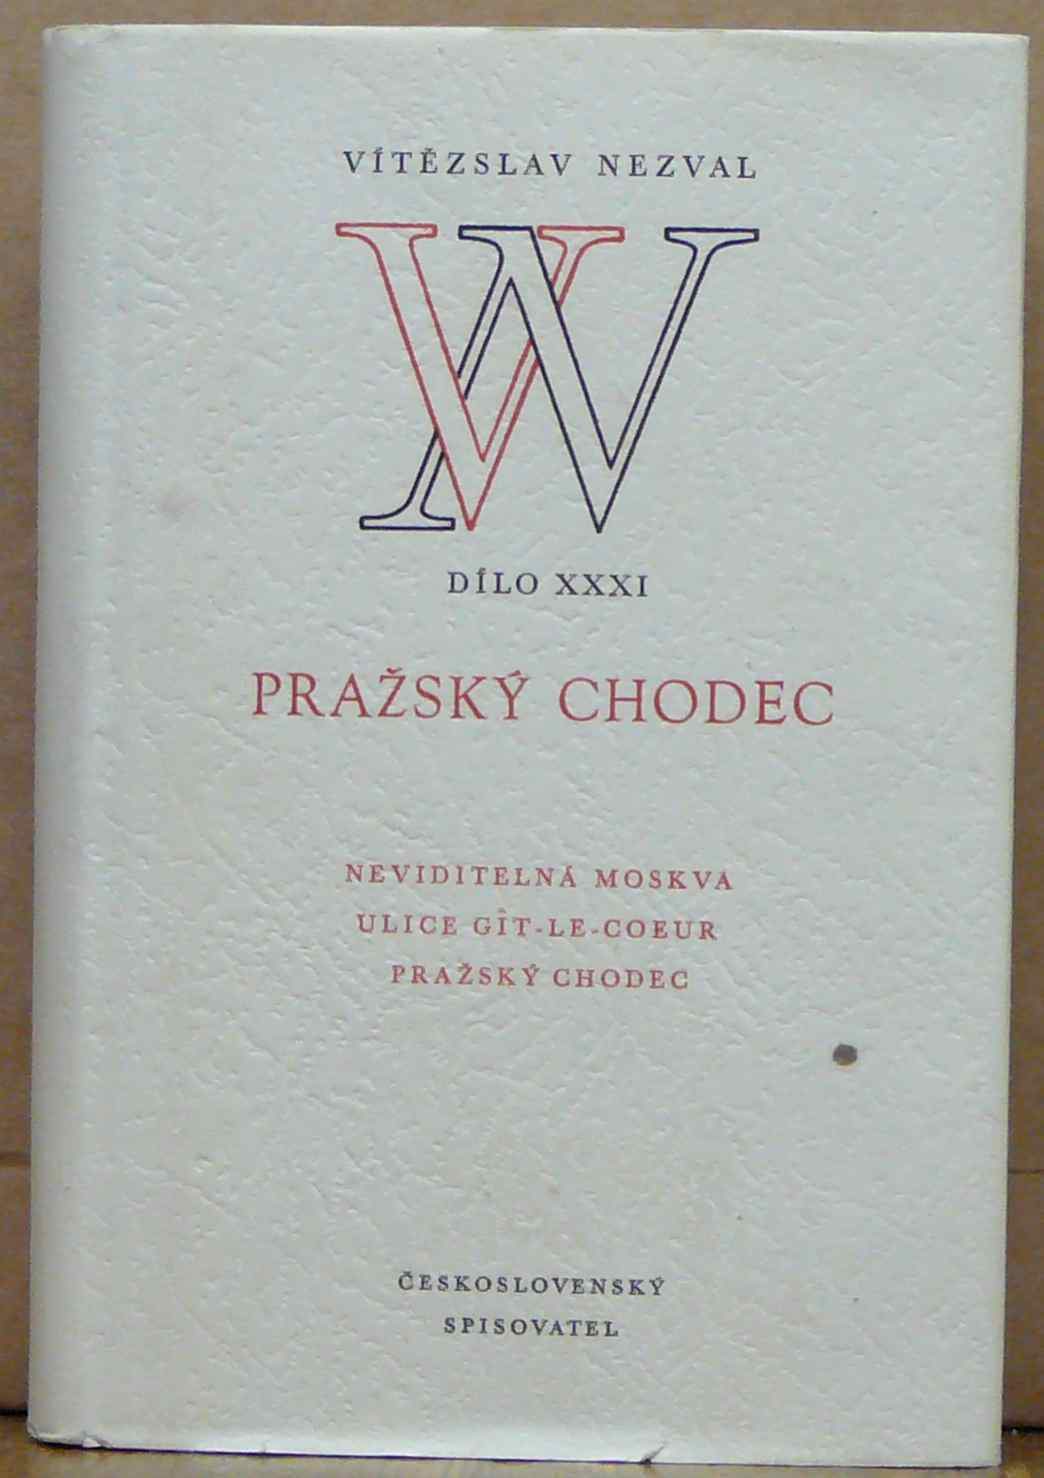 VÍTĚZSLAV NEZVAL
VN
DÍLO XXXI
PRAŽSKÝ CHODEC
NEVIDITELNÁ MOSKVA
ULICE GÎT-LE-COEUR
PRAŽSKÝ CHODEC
ČESKOSLOVENSKÝ
SPISOVATEL